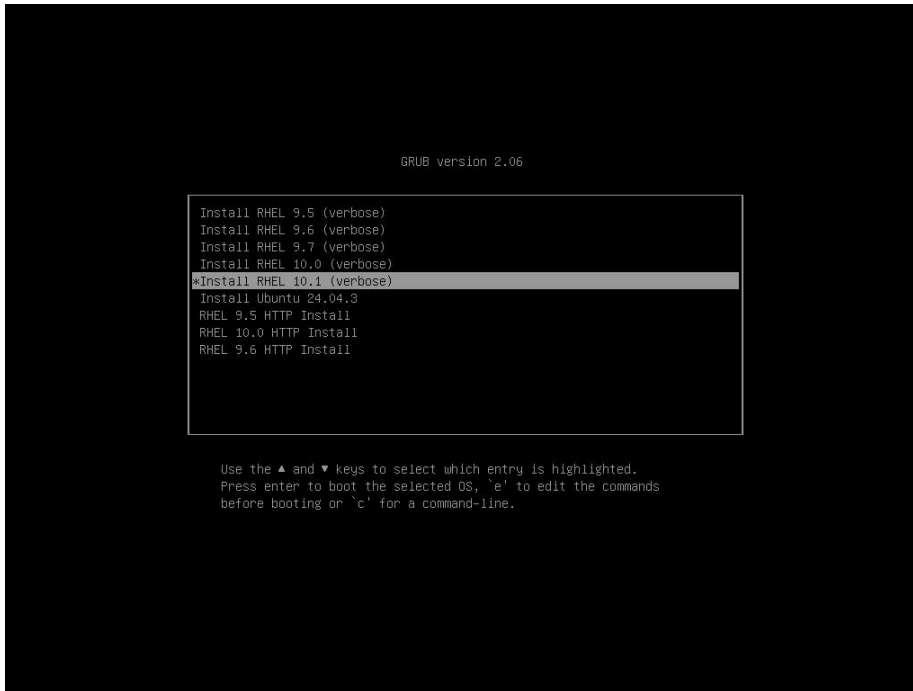 GRUB version 2.06
Install RHEL 9.5 (verbose)
Install RHEL 9.6 (verbose)
Install RHEL 9.7 (verbose)
Install RHEL 10.0 (verbose)
*Install RHEL 10.1 (verbose)
Install Ubuntu 24.04.3
RHEL 9.5 HTTP Install
RHEL 10.0 HTTP Install
RHEL 9.6 HTTP Install
Use the ▲ and ▼ keys to select which entry is highlighted.
Press enter to boot the selected OS, `e' to edit the commands
before booting or `c' for a command-line.